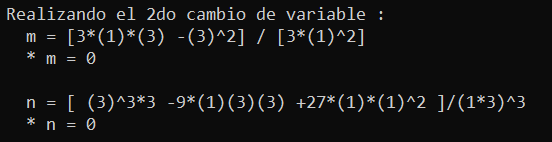 Realizando el 2do cambio de variable :
m = [3*(1)*(3) -(3)^2] / [3*(1)^2]
* m = 0
n = [ (3)^3*3 -9*(1)(3)(3) +27*(1)*(1)^2 ]/(1*3)^3
* n = 0